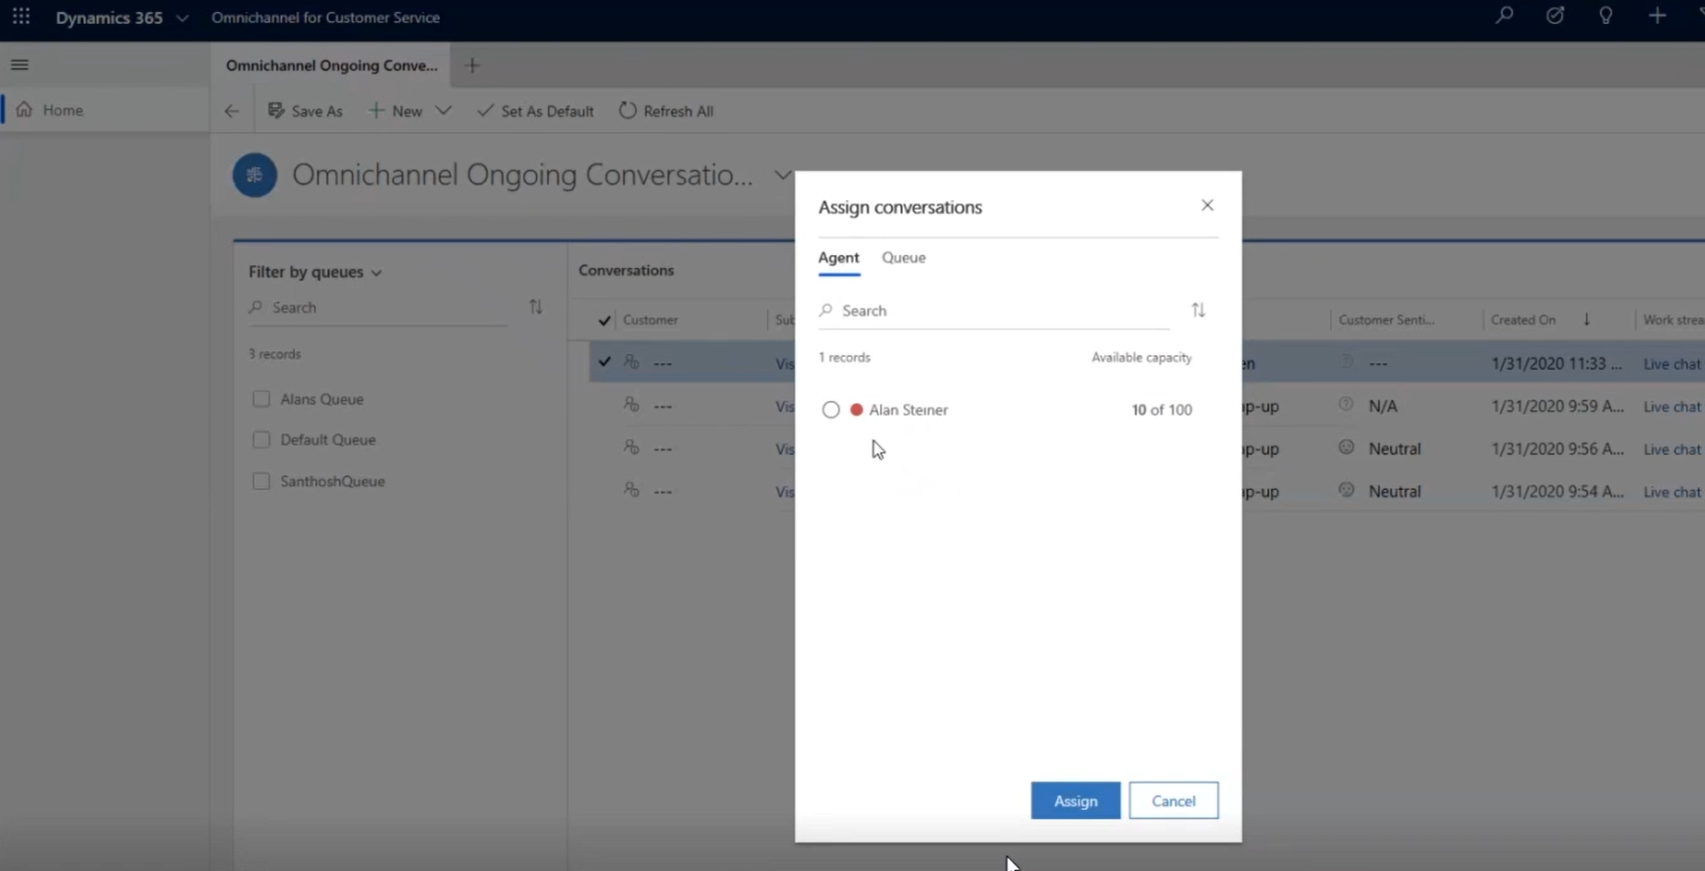 Dynamics 365
Omnichannel for Customer Service
Omnichannel Ongoing Conve...
Home
Save As
New
Set As Default
Refresh All
Omnichannel Ongoing Conversatio...
Filter by queues
Search
3 records
Alans Queue
Default Queue
SanthoshQueue
Conversations
Customer
Sub
Customer Senti...
Created On
Work strea
--- Vis en --- 1/31/2020 11:33 ... Live chat
--- Vis p-up N/A 1/31/2020 9:59 A... Live chat
--- Vis p-up Neutral 1/31/2020 9:56 A... Live chat
--- Vis p-up Neutral 1/31/2020 9:54 A... Live chat
Assign conversations
Agent Queue
Search
1 records Available capacity
Alan Steiner 10 of 100
Assign Cancel